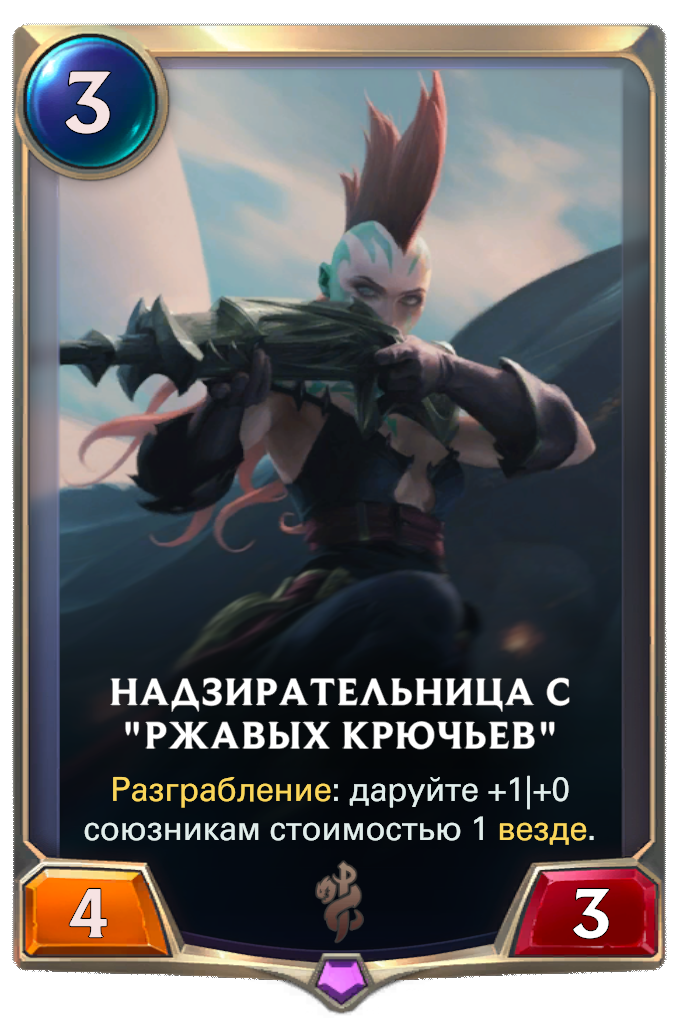 3
НАДЗИРАТЕЛЬНИЦА С
"РЖАВЫХ КРЮЧЬЕВ"
Разграбление: даруйте +1|+0
союзникам стоимостью 1 везде.
4
3